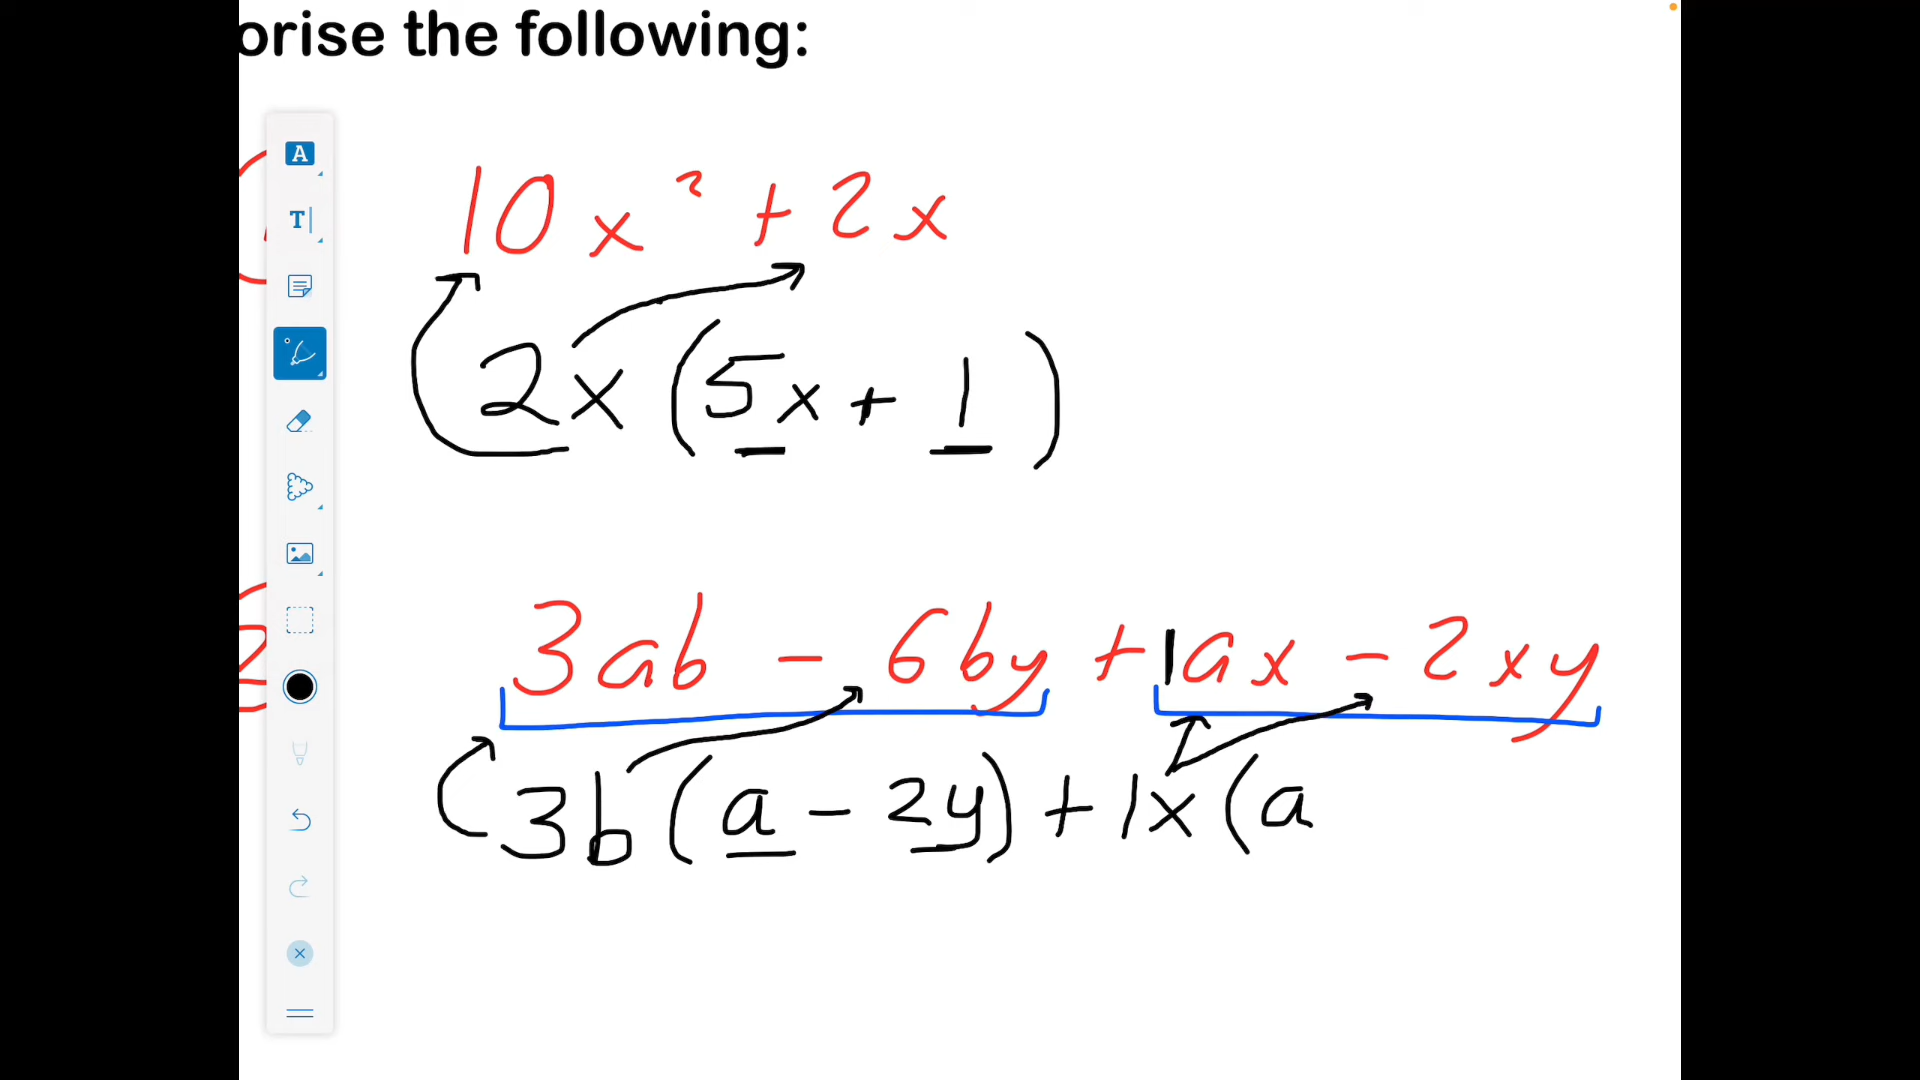 orise the following:
10x² + 2x
2x(5x + 1)
3ab - 6by + 1ax - 2xy
3b(a - 2y) + 1x(a